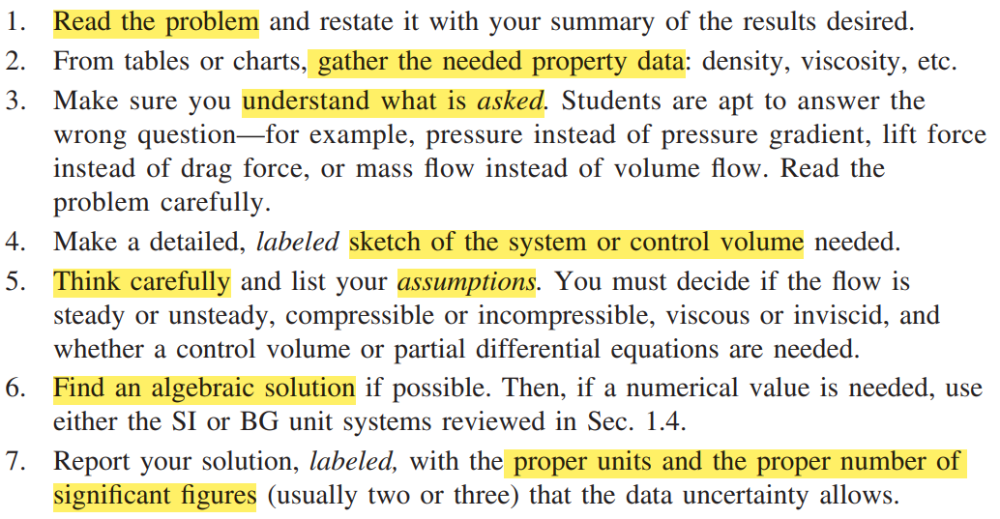 1. Read the problem and restate it with your summary of the results desired.
2. From tables or charts, gather the needed property data: density, viscosity, etc.
3. Make sure you understand what is asked. Students are apt to answer the
wrong question—for example, pressure instead of pressure gradient, lift force
instead of drag force, or mass flow instead of volume flow. Read the
problem carefully.
4. Make a detailed, labeled sketch of the system or control volume needed.
5. Think carefully and list your assumptions. You must decide if the flow is
steady or unsteady, compressible or incompressible, viscous or inviscid, and
whether a control volume or partial differential equations are needed.
6. Find an algebraic solution if possible. Then, if a numerical value is needed, use
either the SI or BG unit systems reviewed in Sec. 1.4.
7. Report your solution, labeled, with the proper units and the proper number of
significant figures (usually two or three) that the data uncertainty allows.